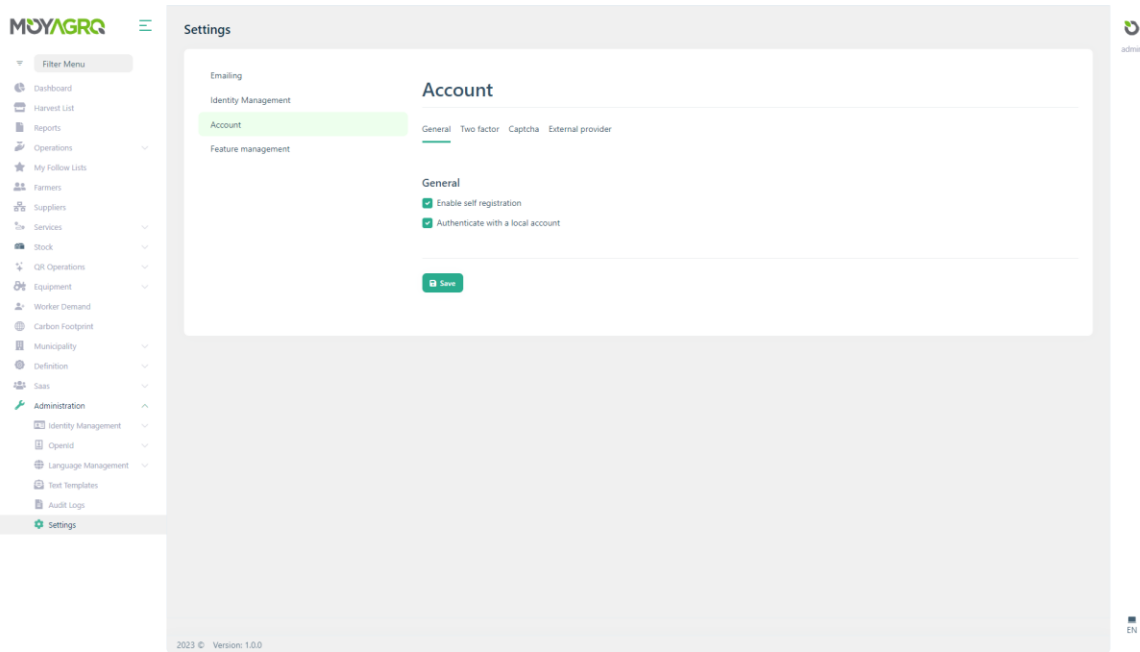 MOYAGRO
Filter Menu
Dashboard
Harvest List
Reports
Operations
My Follow Lists
Farmers
Suppliers
Services
Stock
QR Operations
Equipment
Worker Demand
Carbon Footprint
Municipality
Definition
Saas
Administration
Identity Management
OpenId
Language Management
Text Templates
Audit Logs
Settings
Settings
Emailing
Identity Management
Account
Feature management
Account
General Two factor Captcha External provider
General
Enable self registration
Authenticate with a local account
Save
2023 © Version: 1.0.0
admin
EN